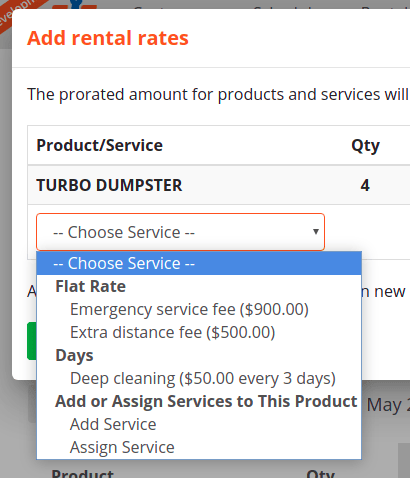 Add rental rates
The prorated amount for products and services will
Product/Service Qty
TURBO DUMPSTER 4
-- Choose Service --
-- Choose Service --
Flat Rate
Emergency service fee ($900.00)
Extra distance fee ($500.00)
Days
Deep cleaning ($50.00 every 3 days)
Add or Assign Services to This Product
Add Service
Assign Service
A n new
May 2
Product Qty